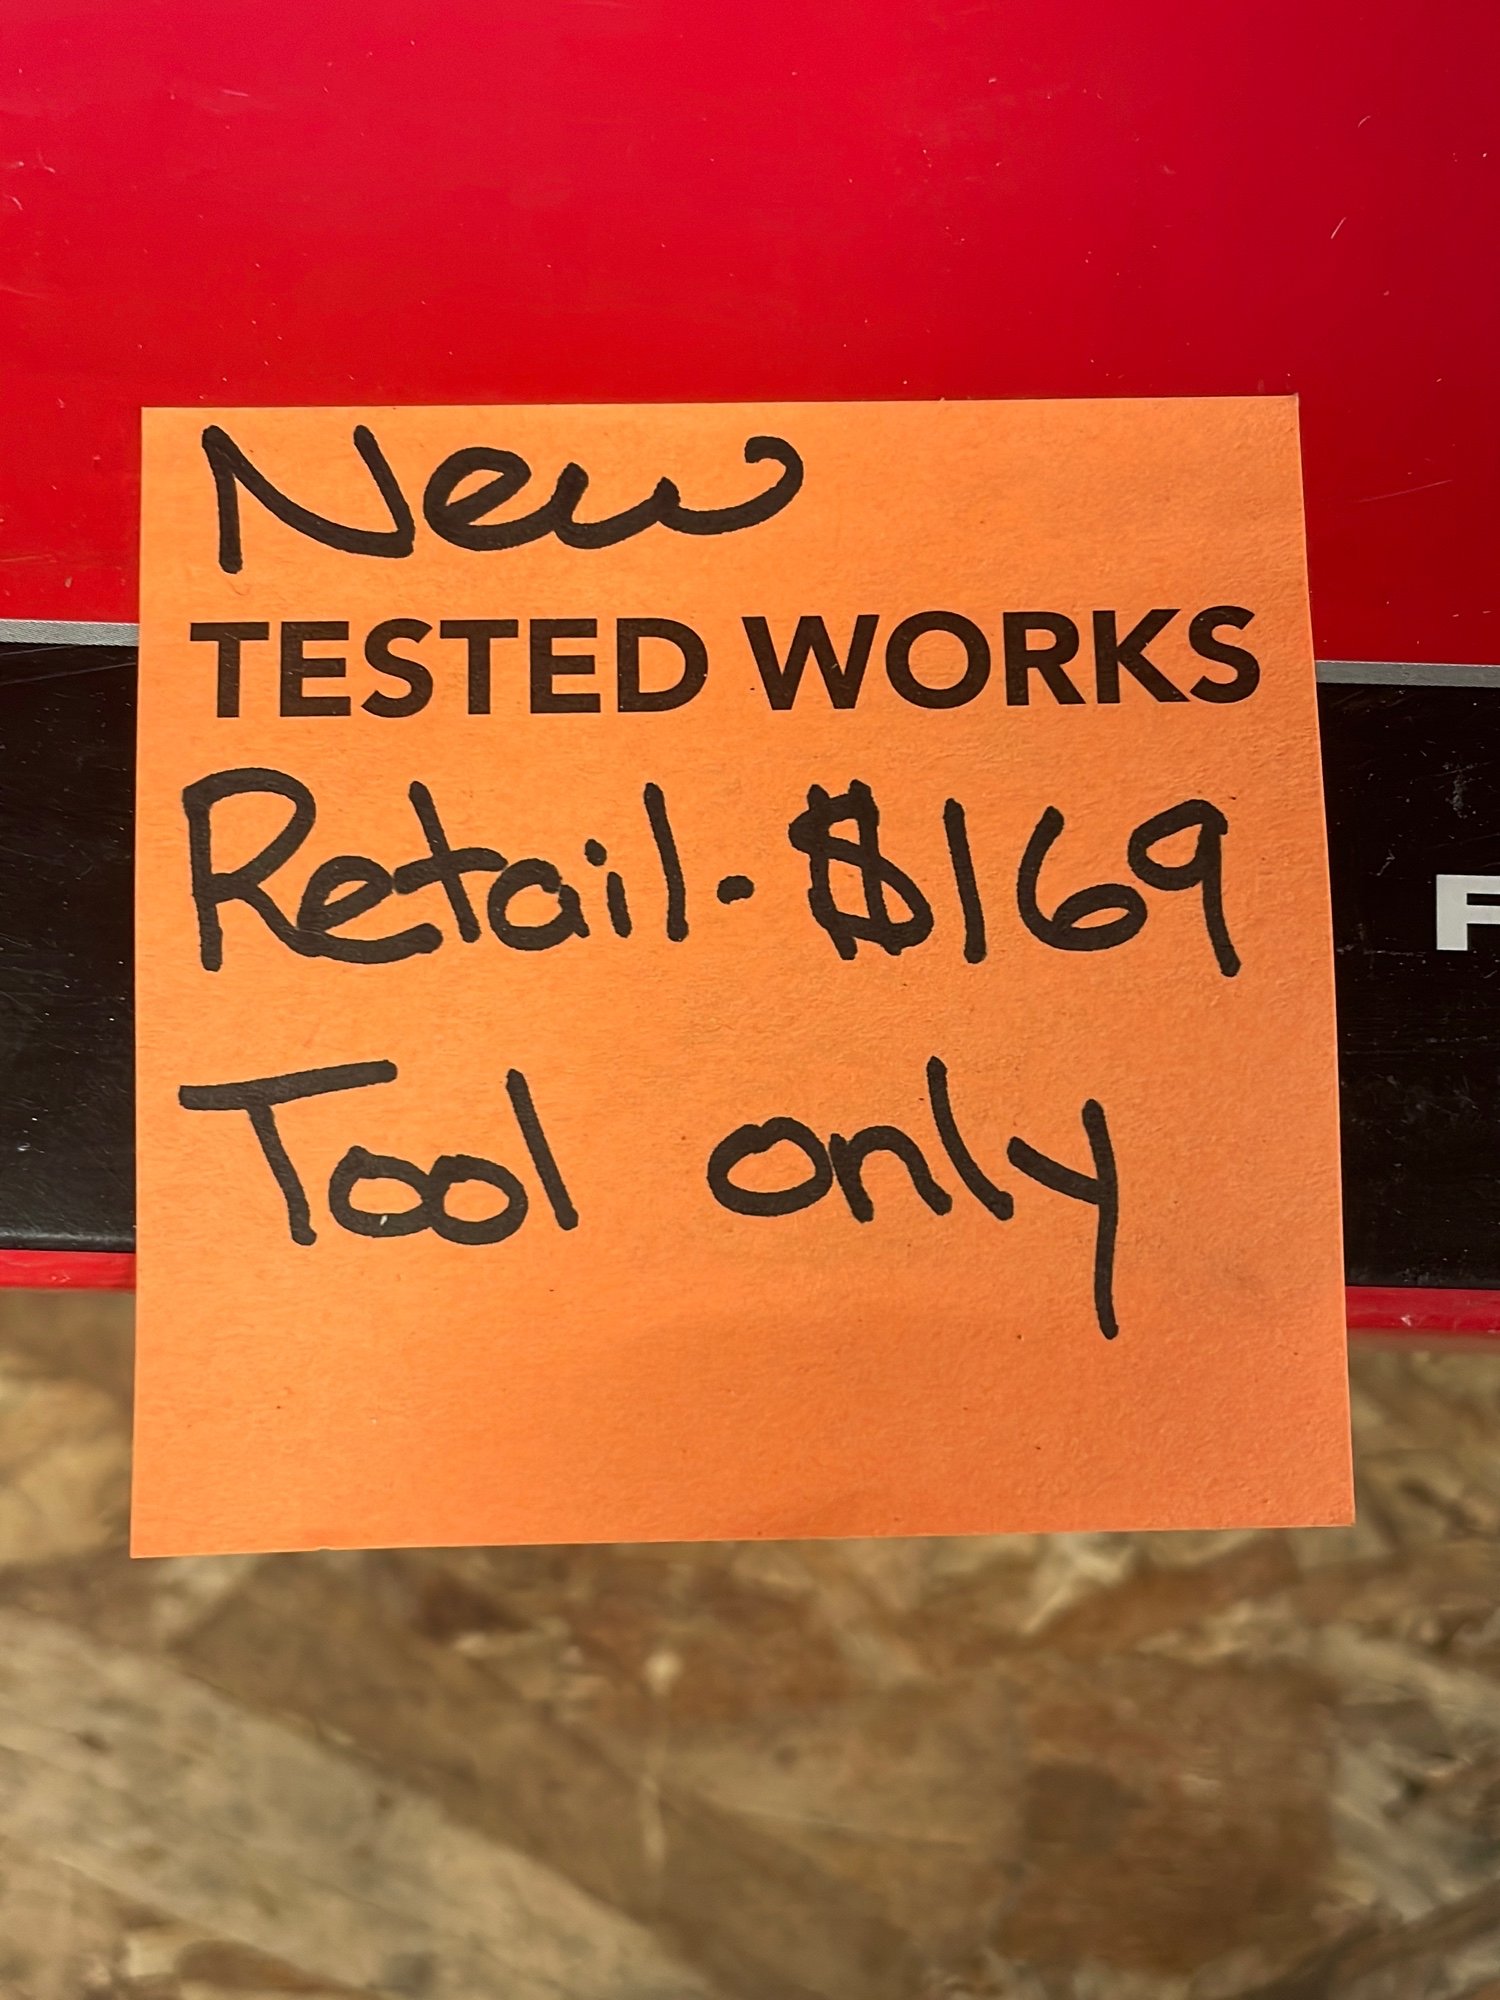 New
TESTED WORKS
Retail. $169
Tool only